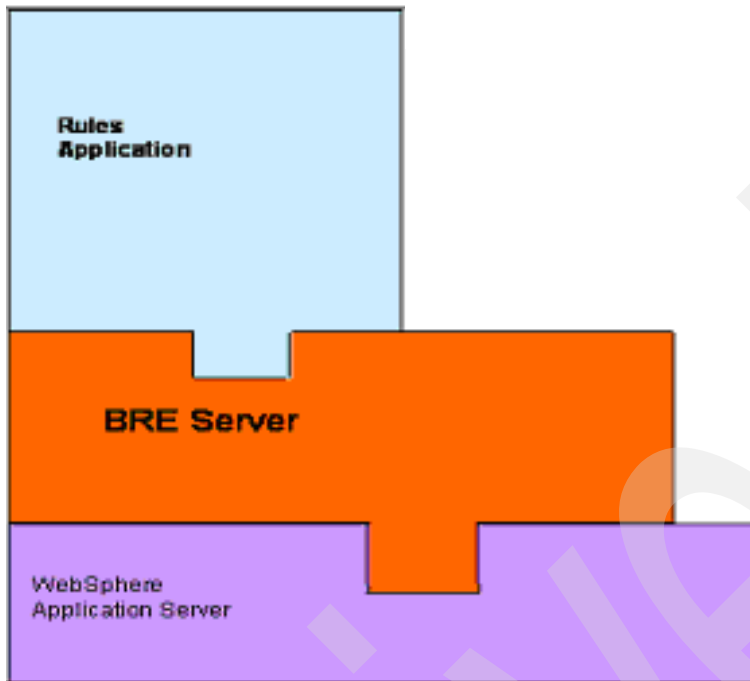 Rules
Application
BRE Server
WebSphere
Application Server